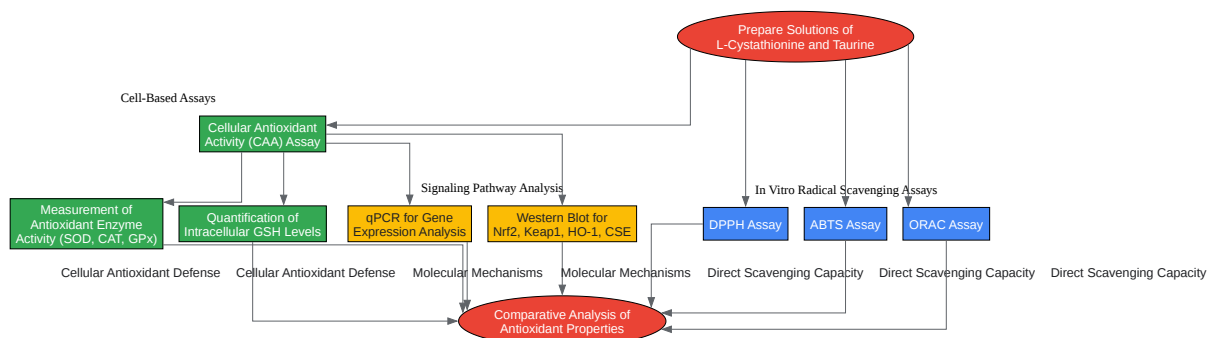 Prepare Solutions of
L-Cystathionine and Taurine
Cell-Based Assays
Cellular Antioxidant
Activity (CAA) Assay
Signaling Pathway Analysis
In Vitro Radical Scavenging Assays
Measurement of
Antioxidant Enzyme
Activity (SOD, CAT, GPx)
Quantification of
Intracellular GSH Levels
qPCR for Gene
Expression Analysis
Western Blot for
Nrf2, Keap1, HO-1, CSE
DPPH Assay
ABTS Assay
ORAC Assay
Cellular Antioxidant Defense
Cellular Antioxidant Defense
Molecular Mechanisms
Molecular Mechanisms
Direct Scavenging Capacity
Direct Scavenging Capacity
Direct Scavenging Capacity
Comparative Analysis of
Antioxidant Properties